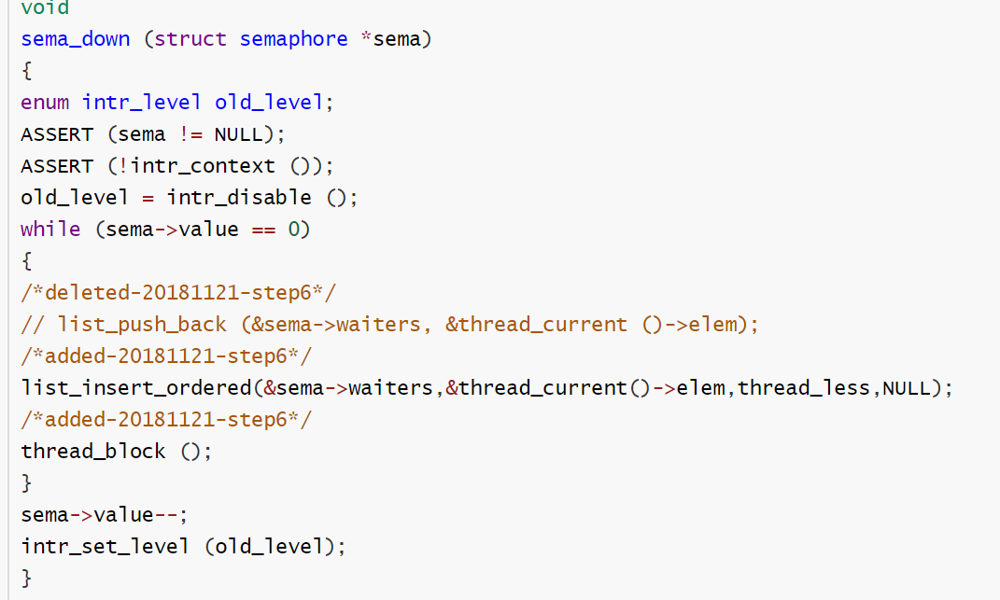 void
sema_down (struct semaphore *sema)
{
enum intr_level old_level;
ASSERT (sema != NULL);
ASSERT (!intr_context ());
old_level = intr_disable ();
while (sema->value == 0)
{
/*deleted-20181121-step6*/
// list_push_back (&sema->waiters, &thread_current ()->elem);
/*added-20181121-step6*/
list_insert_ordered(&sema->waiters,&thread_current()->elem,thread_less,NULL);
/*added-20181121-step6*/
thread_block ();
}
sema->value--;
intr_set_level (old_level);
}